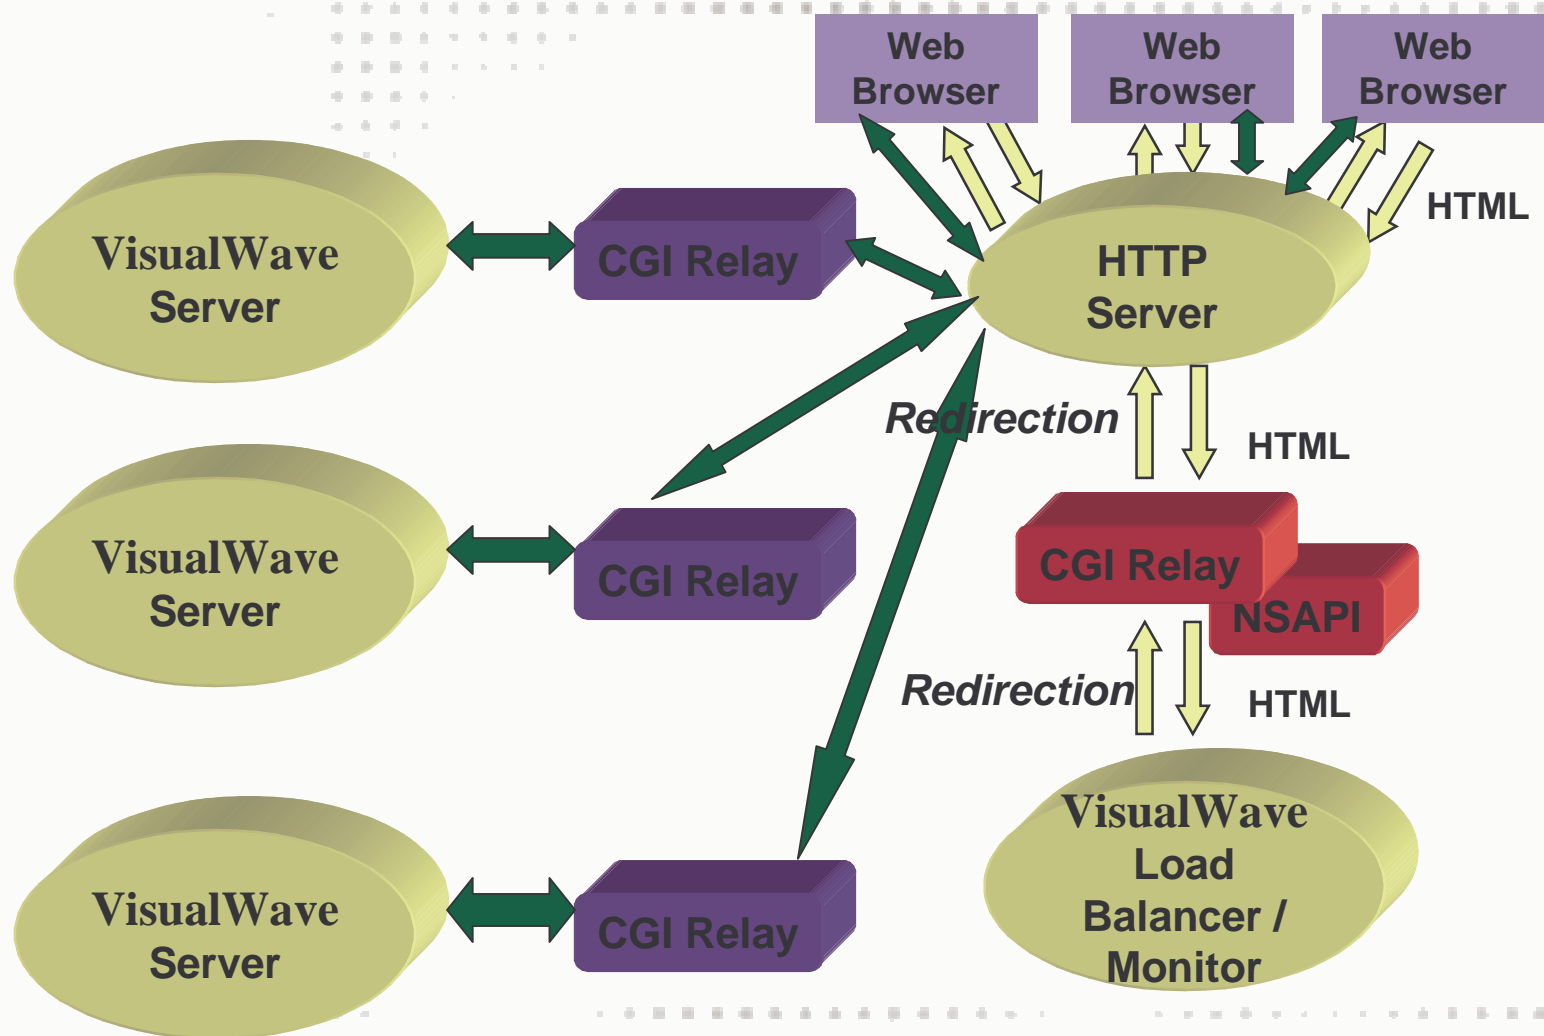 Web
Browser
Web
Browser
Web
Browser
HTML
VisualWave
Server
CGI Relay
HTTP
Server
Redirection
HTML
VisualWave
Server
CGI Relay
CGI Relay
NSAPI
Redirection
HTML
VisualWave
Load
Balancer /
Monitor
VisualWave
Server
CGI Relay